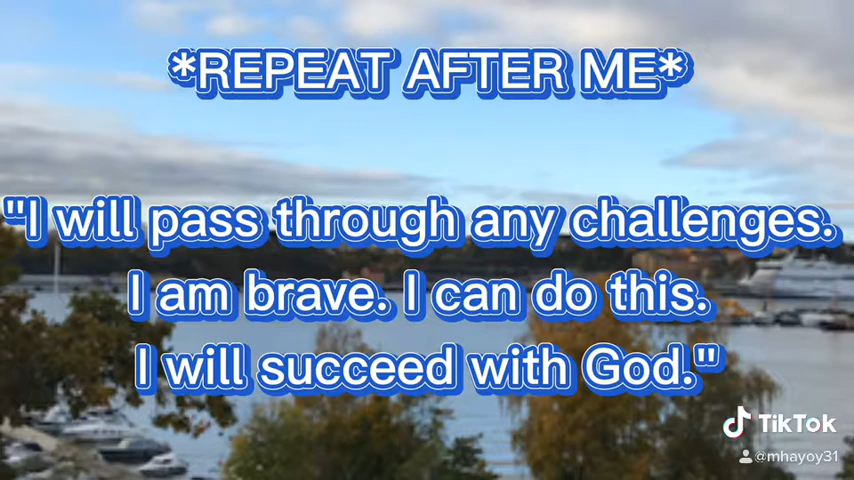 *REPEAT AFTER ME*
"I will pass through any challenges.
I am brave. I can do this.
I will succeed with God."
TikTok
@mhayoy31